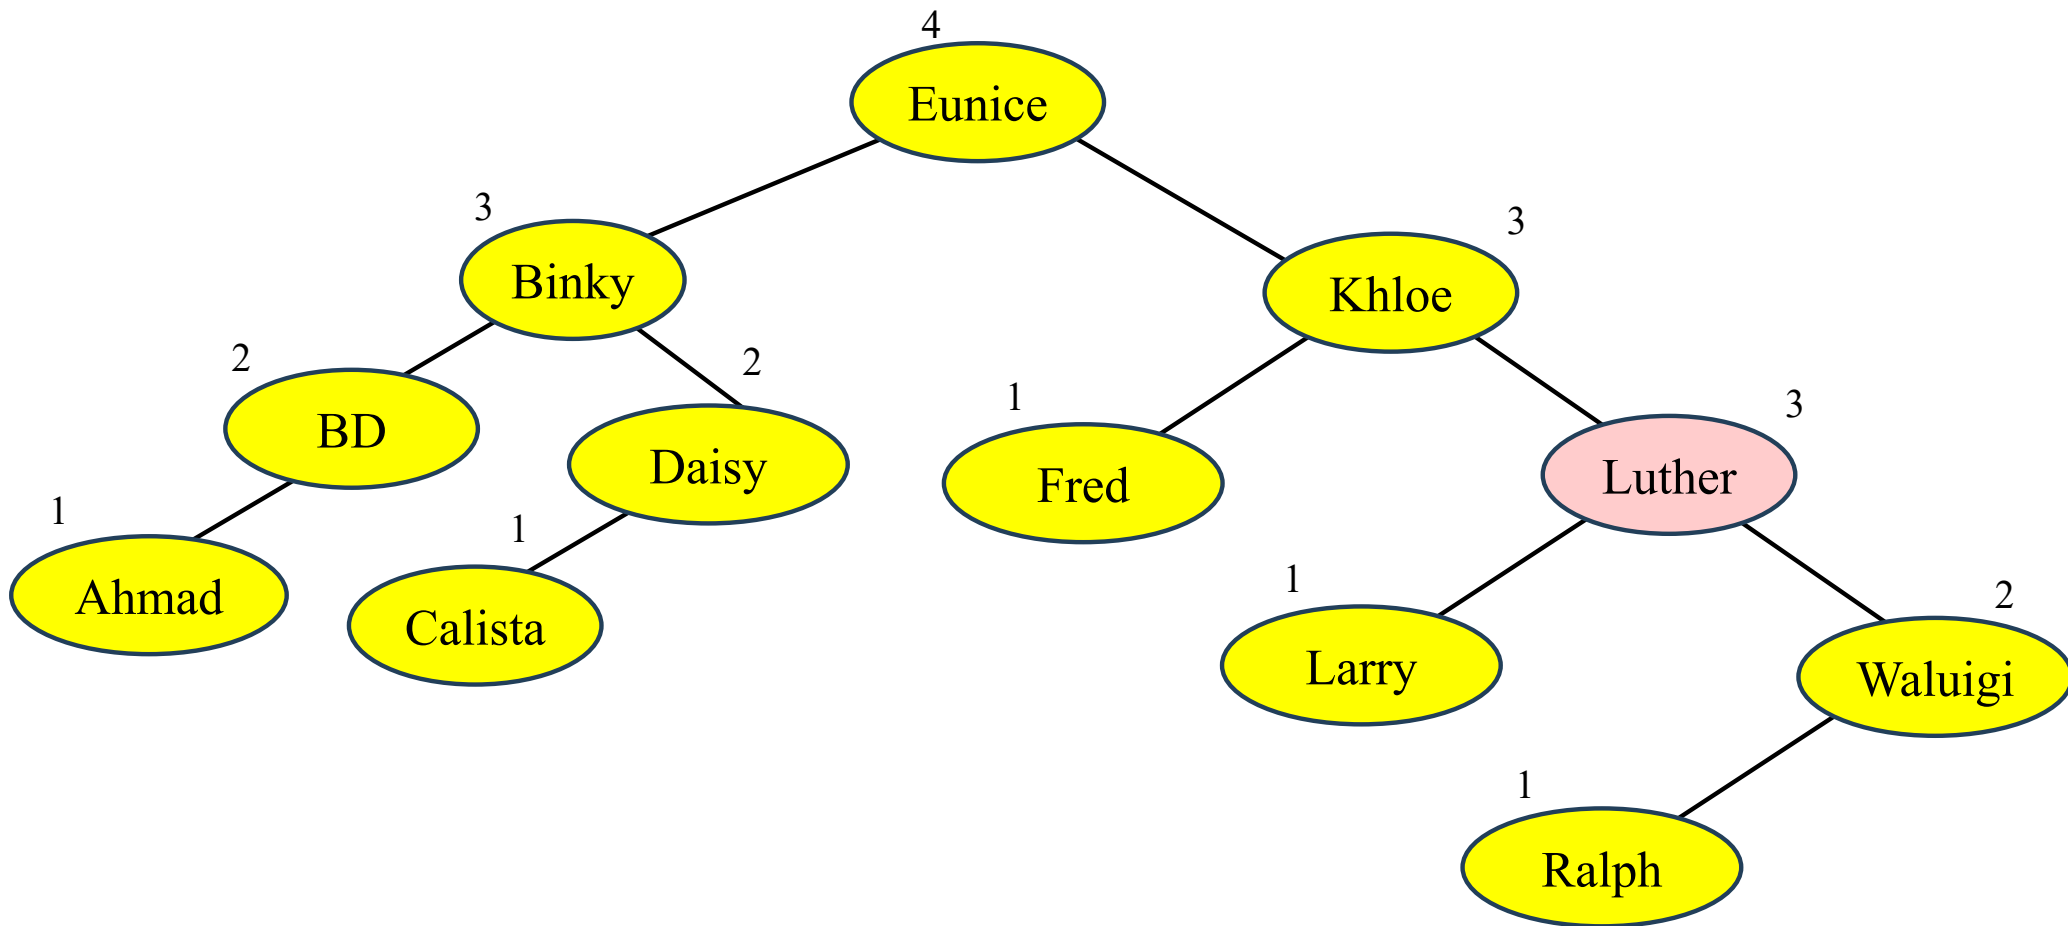 4
Eunice
3
Binky
3
Khloe
2
BD
2
Daisy
1
Fred
3
Luther
1
Ahmad
1
Calista
1
Larry
2
Waluigi
1
Ralph